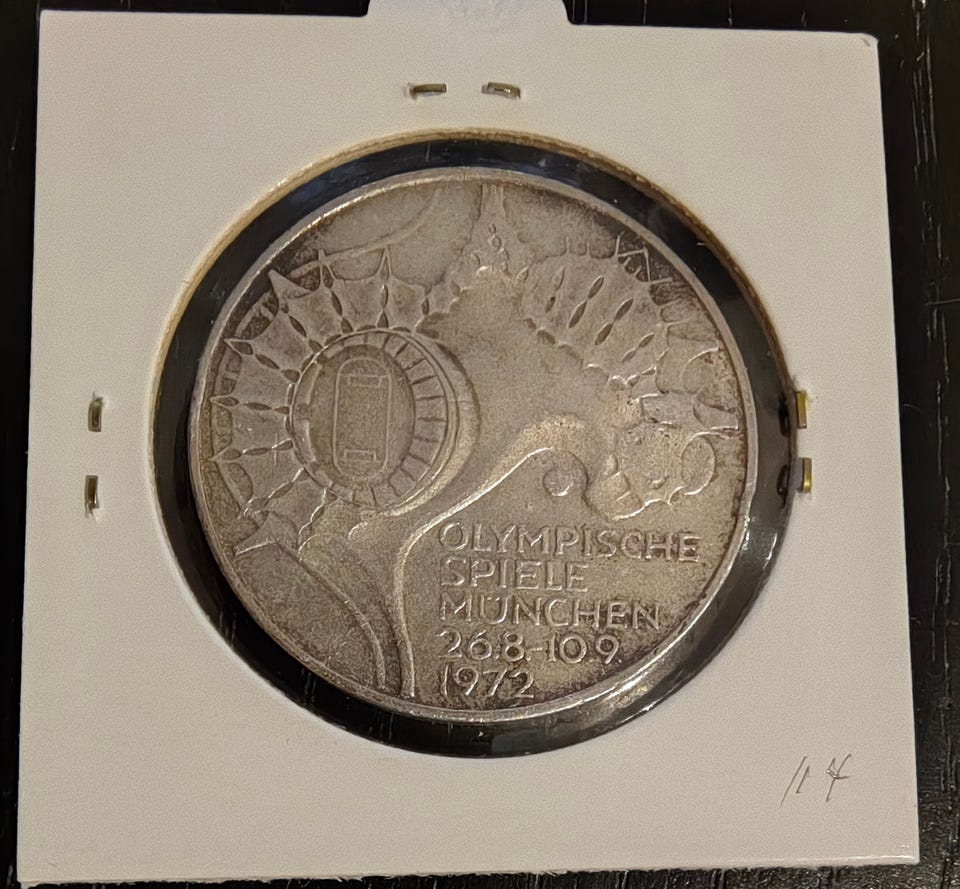 OLYMPISCHE
SPIELE
MÜNCHEN
26.8-10.9
1972